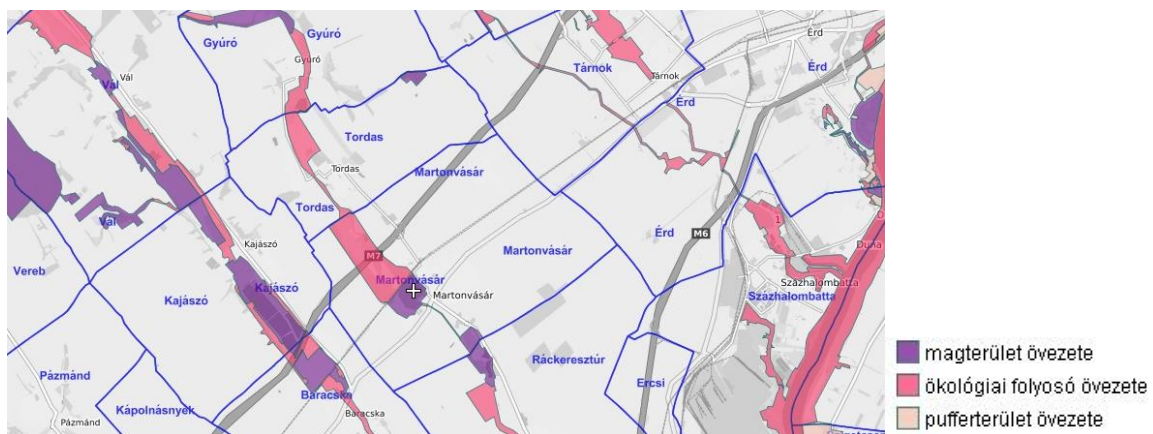 Gyúró
Gyúró
Gyúró
Érd
Vál
Vál
Tárnok
Tárnok
Érd
Érd
Tordas
Tordas
Martonvásár
Tordas
Vál
Kajászó
Érd
M6
Martonvásár
M7
1
Duna
Vereb
Kajászó
Kajászó
Martonvásár
Martonvásár
Százhalombatta
Százhalombatta
magterület övezete
Pázmánd
Ráckeresztúr
Ercsi
ökológiai folyosó övezete
Baracska
Kápolnásnyék
Baracska
Pázmánd
pufferterület övezete